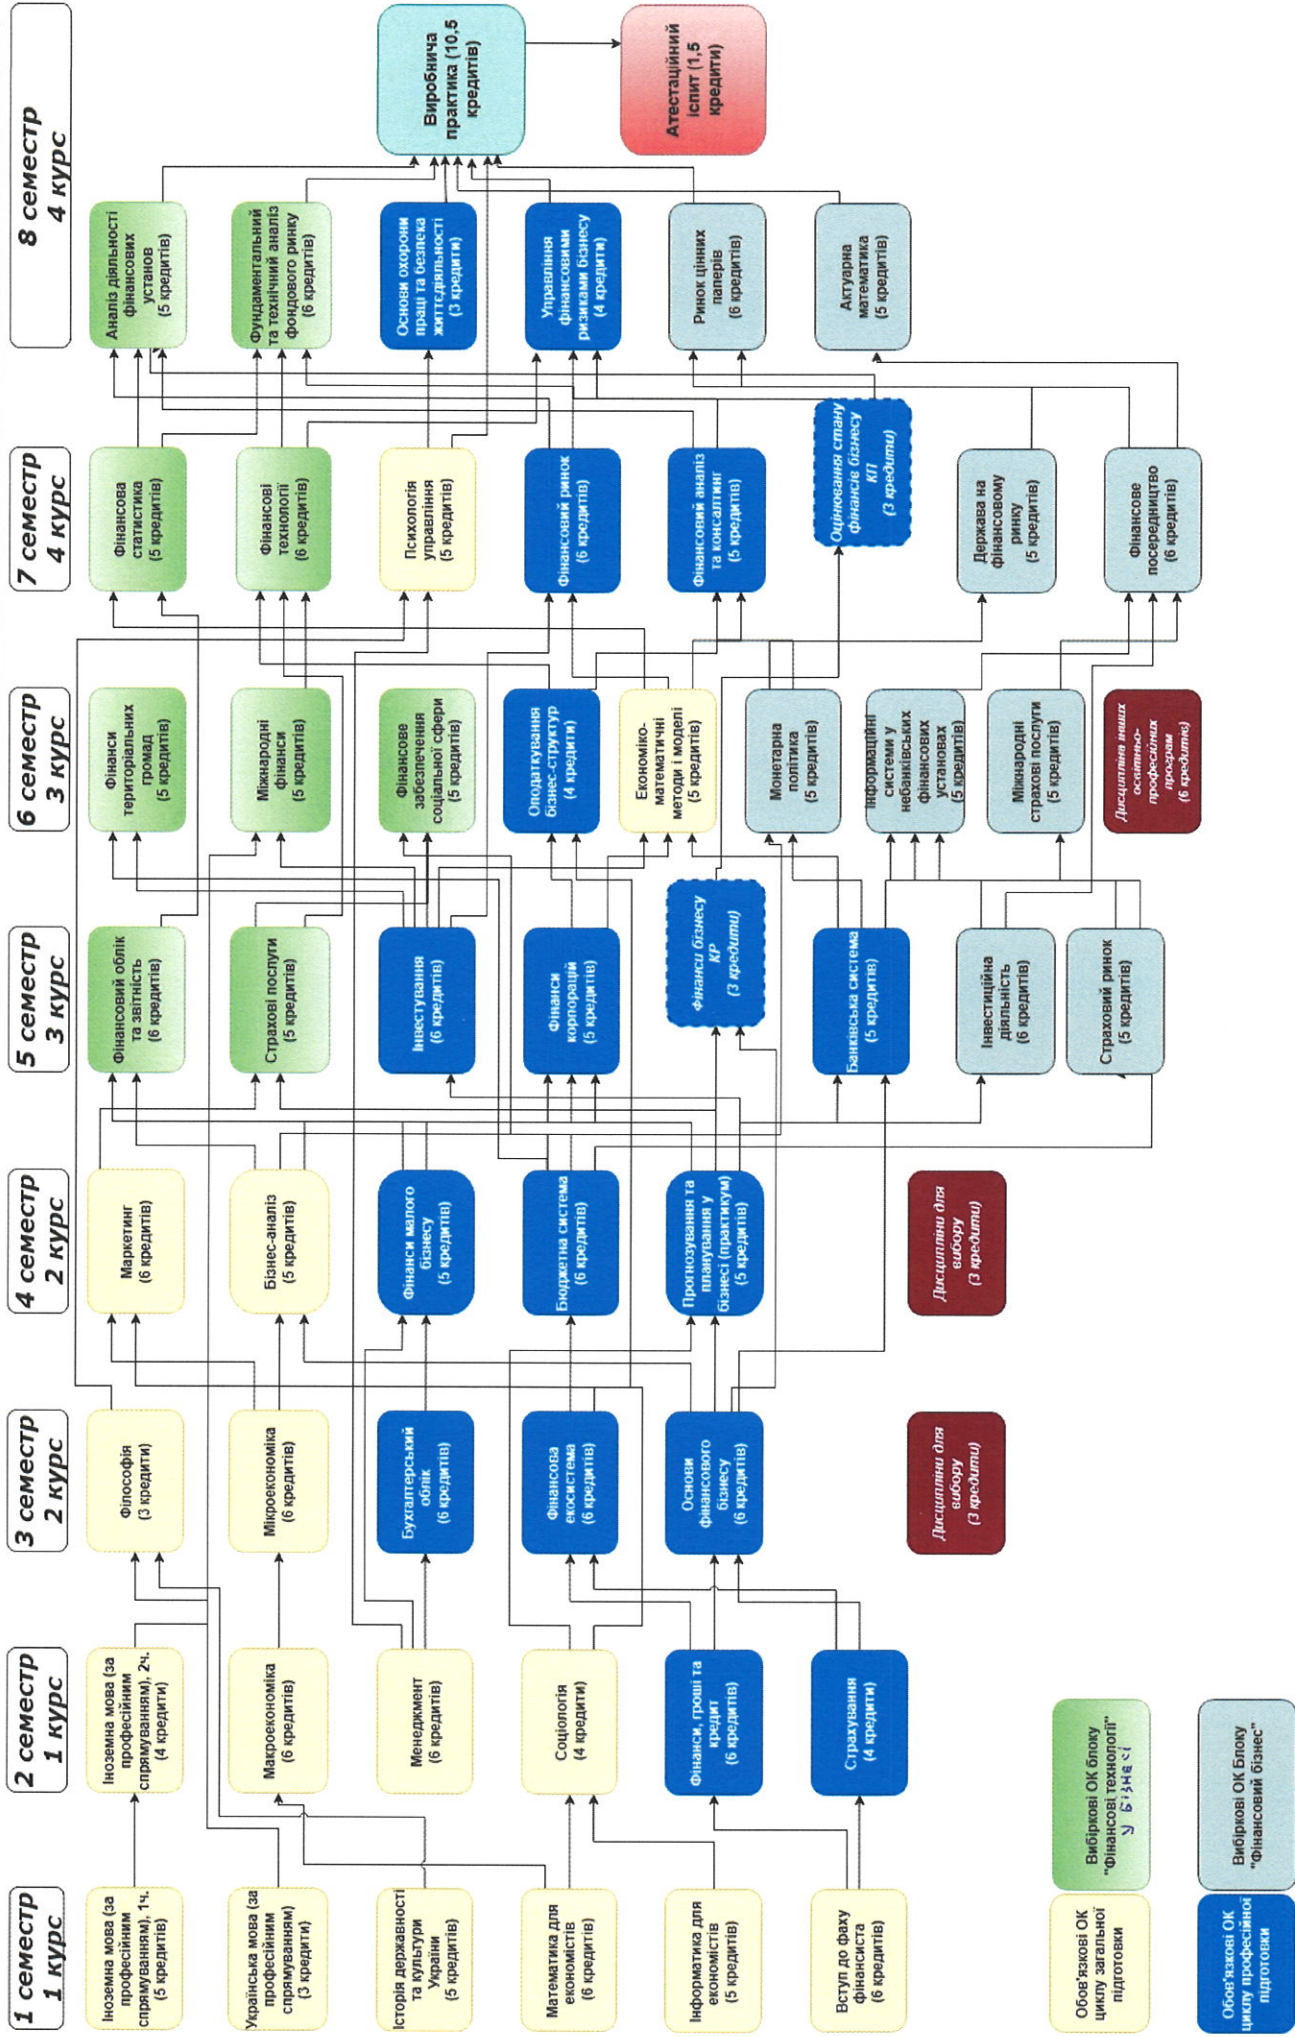 1 семестр
1 курс
Іноземна мова (за
професійним
спрямуванням), 1ч.
(5 кредитів)
Українська мова (за
професійним
спрямуванням)
(3 кредити)
Історія державності
та культури
України
(5 кредитів)
Математика для
економістів
(6 кредитів)
Інформатика для
економістів
(5 кредитів)
Вступ до фаху
фінансиста
(6 кредитів)
2 семестр
1 курс
Іноземна мова (за
професійним
спрямуванням), 2ч.
(4 кредити)
Макроекономіка
(6 кредитів)
Менеджмент
(6 кредитів)
Соціологія
(4 кредити)
Фінанси, гроші та
кредит
(6 кредитів)
Страхування
(4 кредити)
3 семестр
2 курс
Філософія
(3 кредити)
Мікроекономіка
(6 кредитів)
Бухгалтерський
облік
(6 кредитів)
Фінансова
екосистема
(6 кредитів)
Основи
фінансового
бізнесу
(6 кредитів)
Дисципліни для
вибору
(3 кредити)
4 семестр
2 курс
Маркетинг
(6 кредитів)
Бізнес-аналіз
(5 кредитів)
Фінанси малого
бізнесу
(5 кредитів)
Бюджетна система
(6 кредитів)
Прогнозування та
планування у
бізнесі (практикум)
(5 кредитів)
Дисципліни для
вибору
(3 кредити)
5 семестр
3 курс
Фінансовий облік
та звітність
(6 кредитів)
Страхові послуги
(5 кредитів)
Інвестування
(6 кредитів)
Фінанси
корпорацій
(5 кредитів)
Фінанси бізнесу
КР
(3 кредити)
Банківська система
(5 кредитів)
Інвестиційна
діяльність
(6 кредитів)
Страховий ринок
(5 кредитів)
6 семестр
3 курс
Фінанси
територіальних
громад
(5 кредитів)
Міжнародні
фінанси
(5 кредитів)
Фінансове
забезпечення
соціальної сфери
(5 кредитів)
Оподаткування
бізнес-структур
(4 кредити)
Економіко-
математичні
методи і моделі
(5 кредитів)
Монетарна
політика
(5 кредитів)
Інформаційні
системи у
небанківських
фінансових
установах
(5 кредитів)
Міжнародні
страхові послуги
(5 кредитів)
Дисципліна інших
освітньо-
професійних
програм
(6 кредитів)
7 семестр
4 курс
Фінансова
статистика
(5 кредитів)
Фінансові
технології
(6 кредитів)
Психологія
управління
(5 кредитів)
Фінансовий ринок
(6 кредитів)
Фінансовий аналіз
та консалтинг
(5 кредитів)
Оцінювання стану
фінансів бізнесу
КП
(3 кредити)
Держава на
фінансовому
ринку
(5 кредитів)
Фінансове
посередництво
(6 кредитів)
8 семестр
4 курс
Аналіз діяльності
фінансових
установ
(5 кредитів)
Фундаментальний
та технічний аналіз
фондового ринку
(6 кредитів)
Основи охорони
праці та безпека
життєдіяльності
(3 кредити)
Управління
фінансовими
ризиками бізнесу
(4 кредити)
Ринок цінних
паперів
(6 кредитів)
Актуарна
математика
(5 кредитів)
Виробнича
практика (10,5
кредитів)
Атестаційний
іспит (1,5
кредити)
Обов'язкові ОК
циклу загальної
підготовки
Вибіркові ОК блоку
"Фінансові технології"
у бізнесі
Обов'язкові ОК
циклу професійної
підготовки
Вибіркові ОК Блоку
"Фінансовий бізнес"